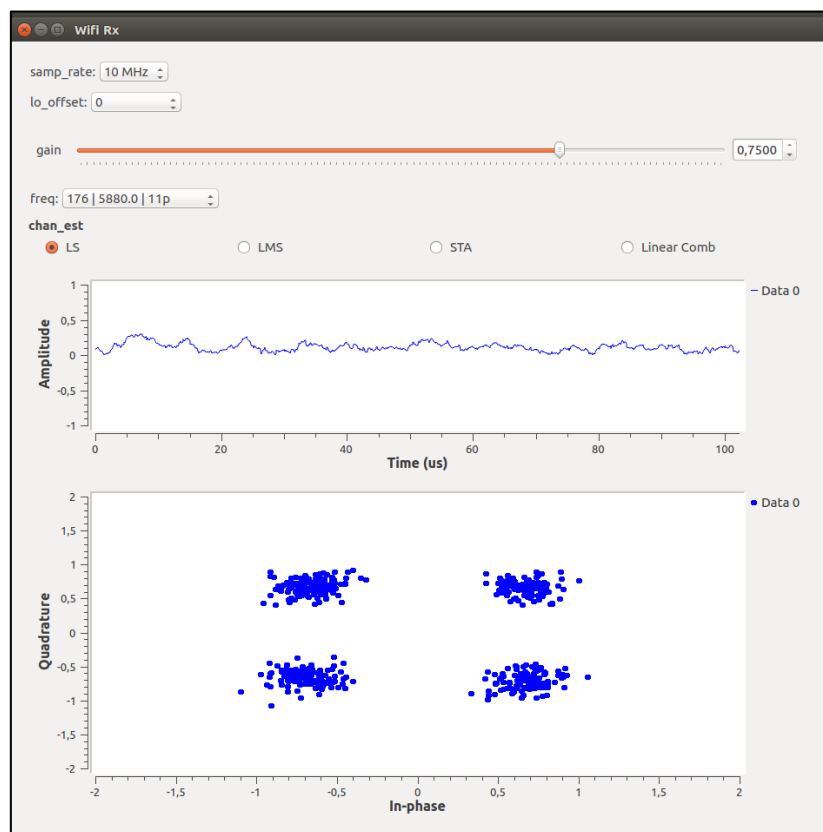 Wifi Rx
samp_rate: 10 MHz
lo_offset: 0
gain 0,7500
freq: 176 | 5880.0 | 11p
chan_est
LS LMS STA Linear Comb
1
0,5
0
-0,5
-1
Amplitude
Data 0
0 20 40 60 80 100
Time (us)
2
1,5
1
0,5
0
-0,5
-1
-1,5
-2
Quadrature
Data 0
-2 -1,5 -1 -0,5 0 0,5 1 1,5 2
In-phase